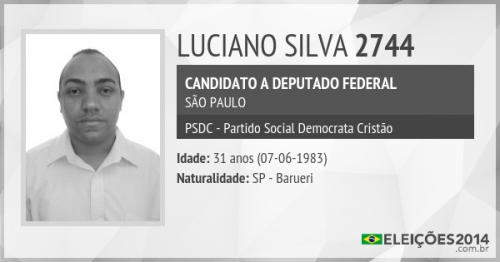 LUCIANO SILVA 2744
CANDIDATO A DEPUTADO FEDERAL
SÃO PAULO
PSDC - Partido Social Democrata Cristão
Idade: 31 anos (07-06-1983)
Naturalidade: SP - Barueri
ELEIÇÕES2014
.com.br